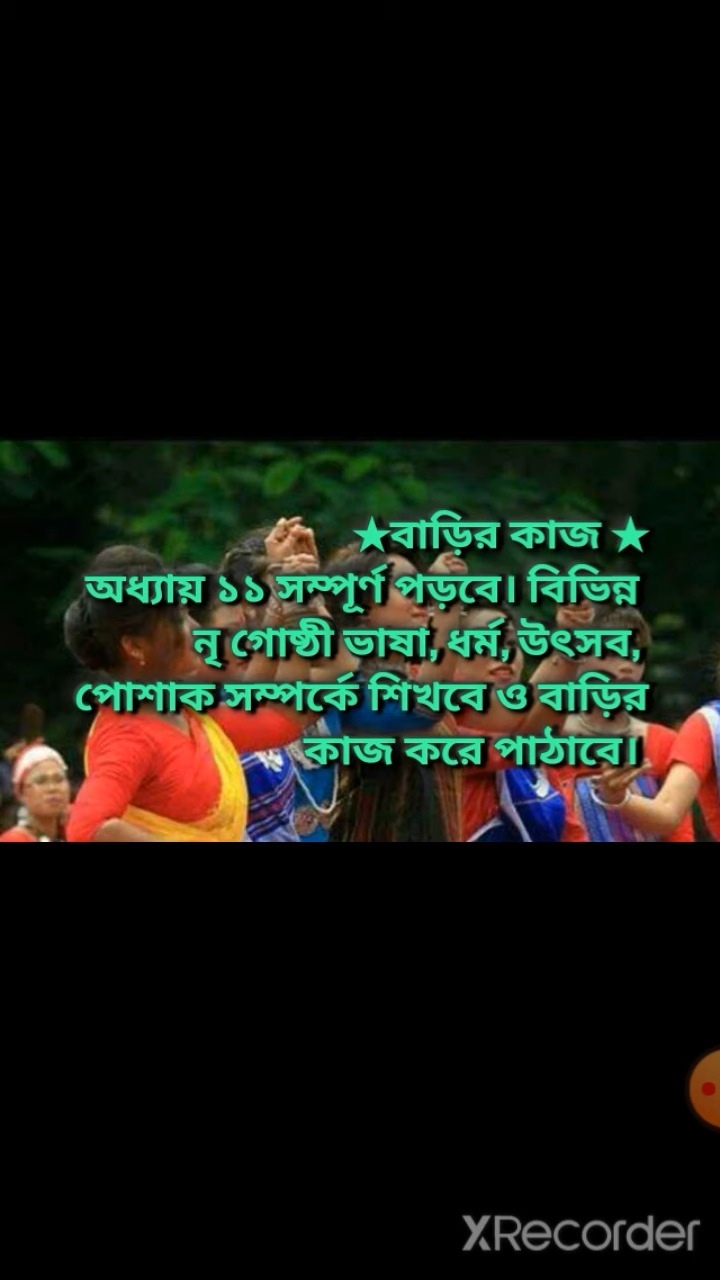 ★বাড়ির কাজ ★
অধ্যায় ১১ সম্পূর্ণ পড়বে। বিভিন্ন
নৃ গোষ্ঠী ভাষা, ধর্ম, উৎসব,
পোশাক সম্পর্কে শিখবে ও বাড়ির
কাজ করে পাঠাবে।
XRecorder